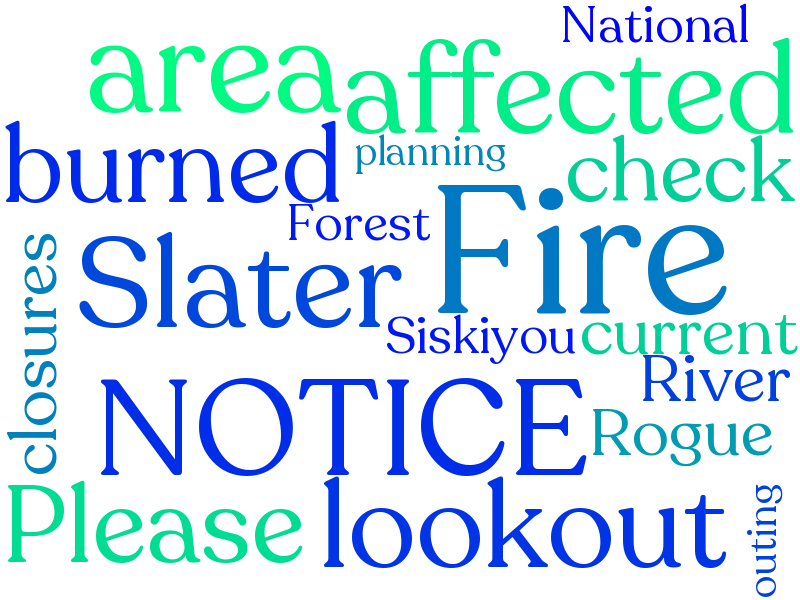 National
area affected
burned planning check
Forest Fire
Slater
closures
Siskiyou current
River
NOTICE Rogue
Please lookout
outing